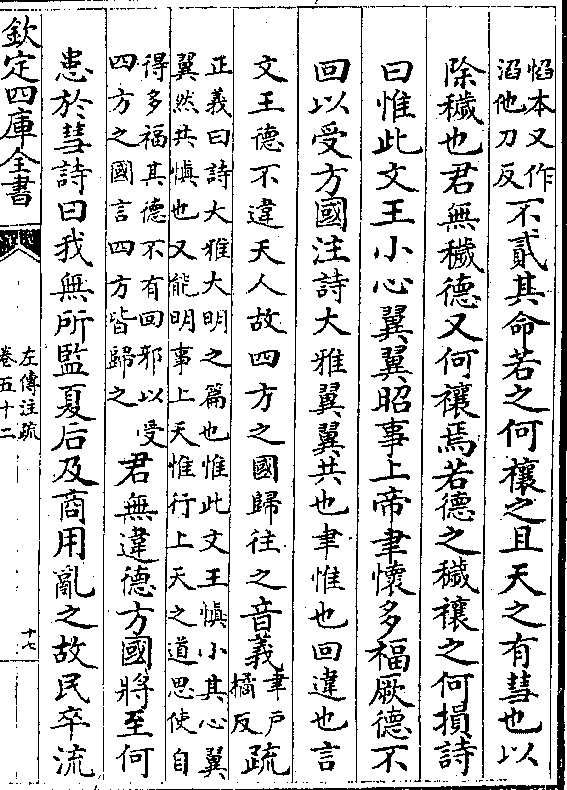 慆本又作
滔他刀反
不貳其命若之何禳之且天之有彗也以
除穢也君無穢德又何禳焉若德之穢禳之何損詩
曰惟此文王小心翼翼昭事上帝聿懷多福厥德不
回以受方國注詩大雅翼翼共也聿惟也回違也言
文王德不違天人故四方之國歸往之音義
聿戶
橘反
疏
正義曰詩大雅大明之篇也惟此文王慎小其心翼
翼然共慎也又能明事上天惟行上天之道思使自
得多福其德不有回邪以受
四方之國言四方皆歸之
君無違德方國將至何
患於彗詩曰我無所監夏后及商用亂之故民卒流
欽定四庫全書
左傳注疏
卷五十二
十七